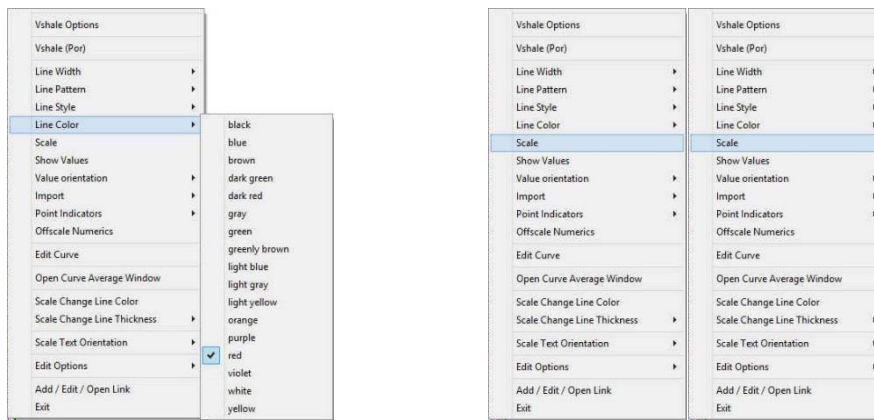 Vshale Options
Vshale (Por)
Line Width
Line Pattern
Line Style
Line Color
Scale
Show Values
Value orientation
Import
Point Indicators
Offscale Numerics
Edit Curve
Open Curve Average Window
Scale Change Line Color
Scale Change Line Thickness
Scale Text Orientation
Edit Options
Add / Edit / Open Link
Exit
black
blue
brown
dark green
dark red
gray
green
greenly brown
light blue
light gray
light yellow
orange
purple
red
violet
white
yellow
Vshale Options
Vshale (Por)
Line Width
Line Pattern
Line Style
Line Color
Scale
Show Values
Value orientation
Import
Point Indicators
Offscale Numerics
Edit Curve
Open Curve Average Window
Scale Change Line Color
Scale Change Line Thickness
Scale Text Orientation
Edit Options
Add / Edit / Open Link
Exit
Vshale Options
Vshale (Por)
Line Width
Line Pattern
Line Style
Line Color
Scale
Show Values
Value orientation
Import
Point Indicators
Offscale Numerics
Edit Curve
Open Curve Average Window
Scale Change Line Color
Scale Change Line Thickness
Scale Text Orientation
Edit Options
Add / Edit / Open Link
Exit